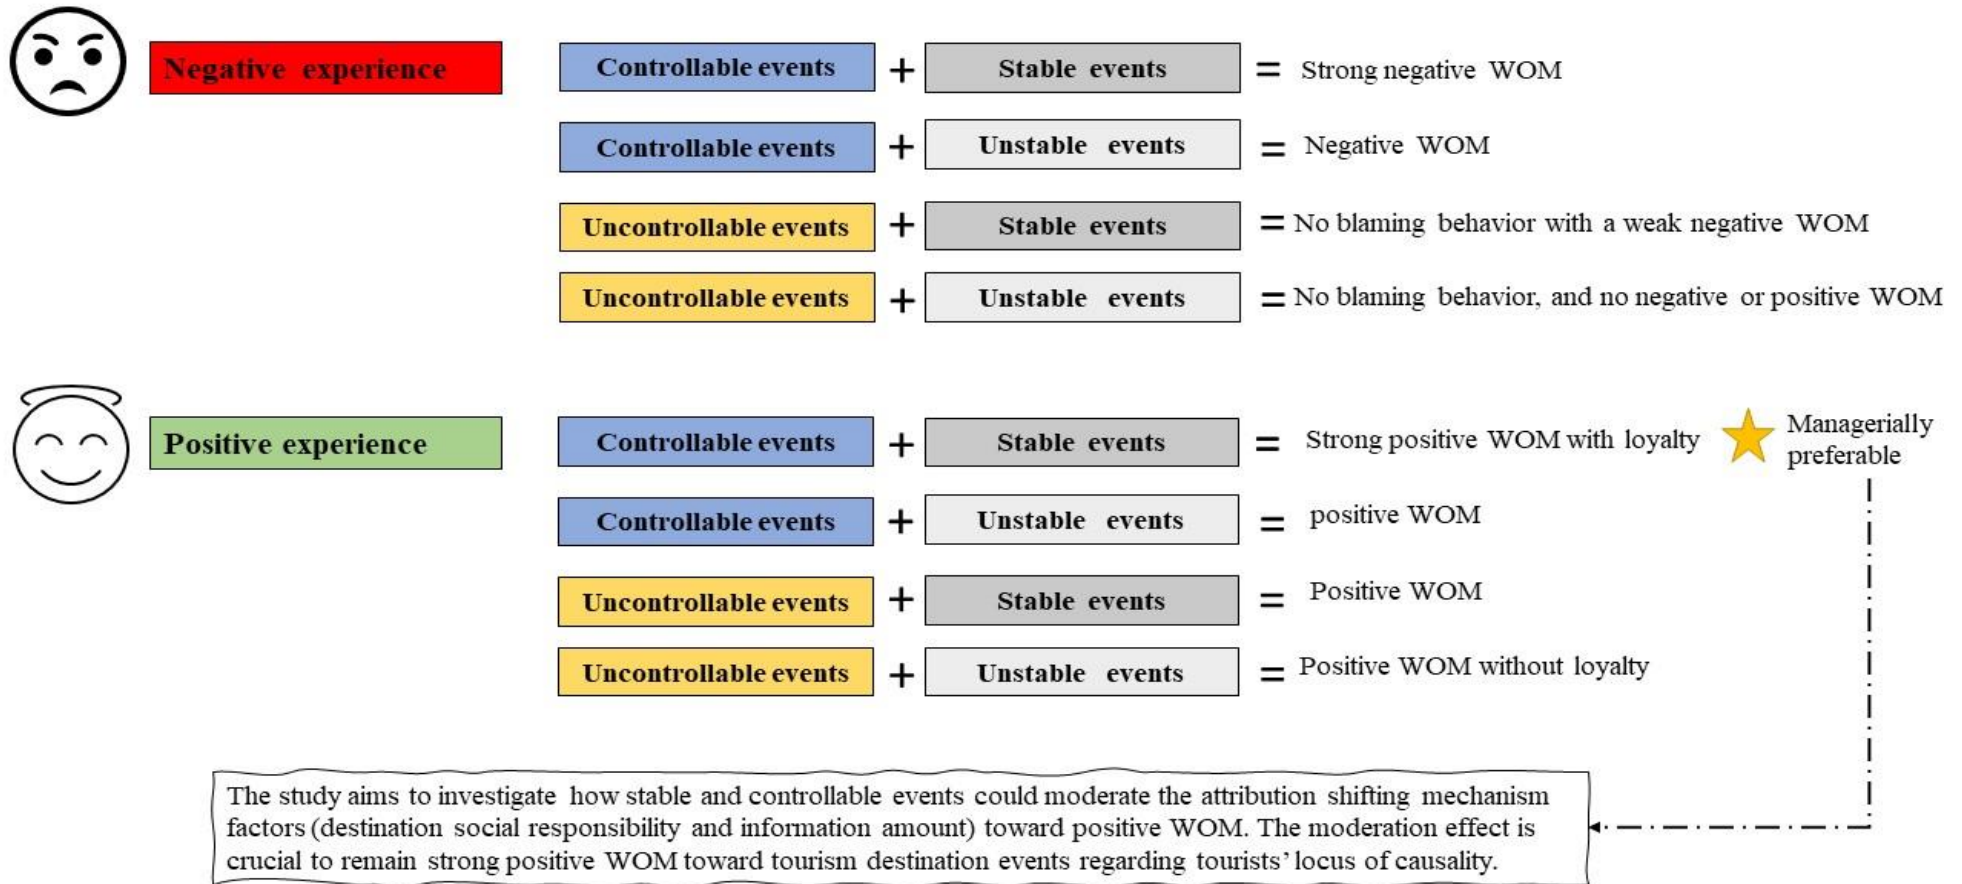 Negative experience
Controllable events + Stable events = Strong negative WOM
Controllable events + Unstable events = Negative WOM
Uncontrollable events + Stable events = No blaming behavior with a weak negative WOM
Uncontrollable events + Unstable events = No blaming behavior, and no negative or positive WOM
Positive experience
Controllable events + Stable events = Strong positive WOM with loyalty
Managerially
preferable
Controllable events + Unstable events = positive WOM
Uncontrollable events + Stable events = Positive WOM
Uncontrollable events + Unstable events = Positive WOM without loyalty
The study aims to investigate how stable and controllable events could moderate the attribution shifting mechanism
factors (destination social responsibility and information amount) toward positive WOM. The moderation effect is
crucial to remain strong positive WOM toward tourism destination events regarding tourists' locus of causality.